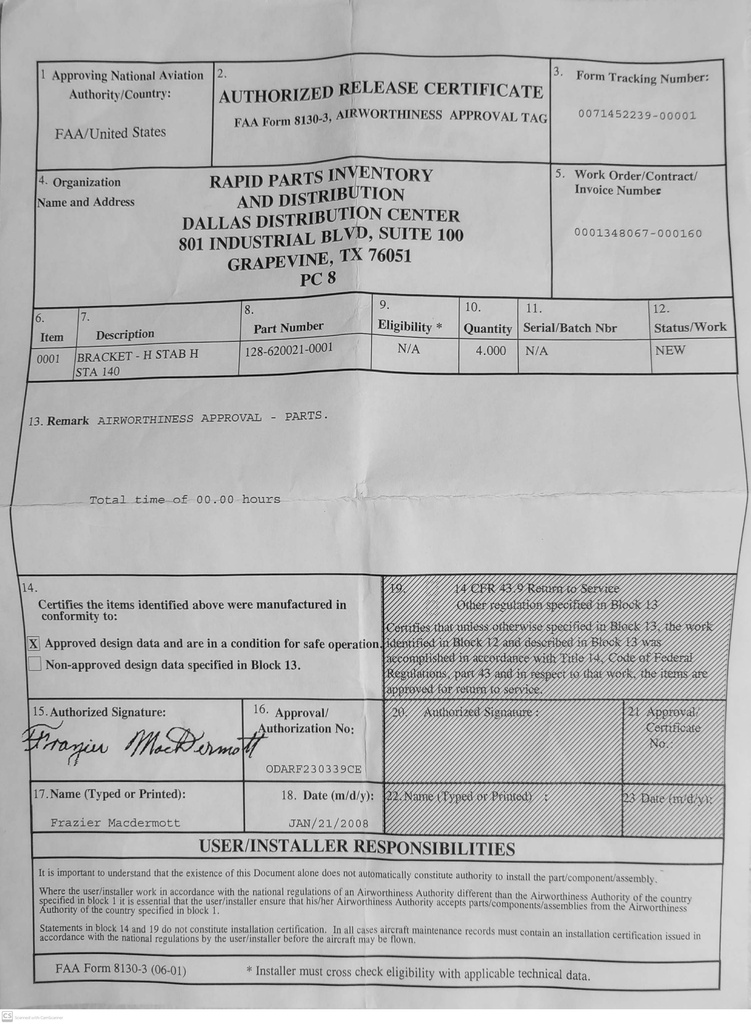 1 Approving National Aviation
Authority/Country:
FAA/United States
2.
AUTHORIZED RELEASE CERTIFICATE
FAA Form 8130-3, AIRWORTHINESS APPROVAL TAG
3. Form Tracking Number:
0071452239-00001
4. Organization
Name and Address
RAPID PARTS INVENTORY
AND DISTRIBUTION
DALLAS DISTRIBUTION CENTER
801 INDUSTRIAL BLVD, SUITE 100
GRAPEVINE, TX 76051
PC 8
5. Work Order/Contract/
Invoice Number
0001348067-000160
6.
Item
7.
Description
8.
Part Number
9.
Eligibility *
10.
Quantity
11.
Serial/Batch Nbr
12.
Status/Work
0001
BRACKET - H STAB H
STA 140
128-620021-0001
N/A
4.000
N/A
NEW
13. Remark AIRWORTHINESS APPROVAL - PARTS.
Total time of 00.00 hours
14.
Certifies the items identified above were manufactured in
conformity to:
X Approved design data and are in a condition for safe operation.
Non-approved design data specified in Block 13.
19. 14 CFR 43.9 Return to Service
Other regulation specified in Block 13
Certifies that unless otherwise specified in Block 13, the work
identified in Block 12 and described in Block 13 was
accomplished in accordance with Title 14, Code of Federal
Regulations, part 43 and in respect to that work, the items are
approved for return to service.
15. Authorized Signature:
Frazier MacDermott
16. Approval/
Authorization No:
ODARF230339CE
20. Authorized Signature :
21 Approval/
Certificate
No.:
17. Name (Typed or Printed):
Frazier Macdermott
18. Date (m/d/y):
JAN/21/2008
22. Name (Typed or Printed) :
23 Date (m/d/y):
USER/INSTALLER RESPONSIBILITIES
It is important to understand that the existence of this Document alone does not automatically constitute authority to install the part/component/assembly.
Where the user/installer work in accordance with the national regulations of an Airworthiness Authority different than the Airworthiness Authority of the country
specified in block 1 it is essential that the user/installer ensure that his/her Airworthiness Authority accepts parts/components/assemblies from the Airworthiness
Authority of the country specified in block 1.
Statements in block 14 and 19 do not constitute installation certification. In all cases aircraft maintenance records must contain an installation certification issued in
accordance with the national regulations by the user/installer before the aircraft may be flown.
FAA Form 8130-3 (06-01)
* Installer must cross check eligibility with applicable technical data.
CS Scanned with CamScanner